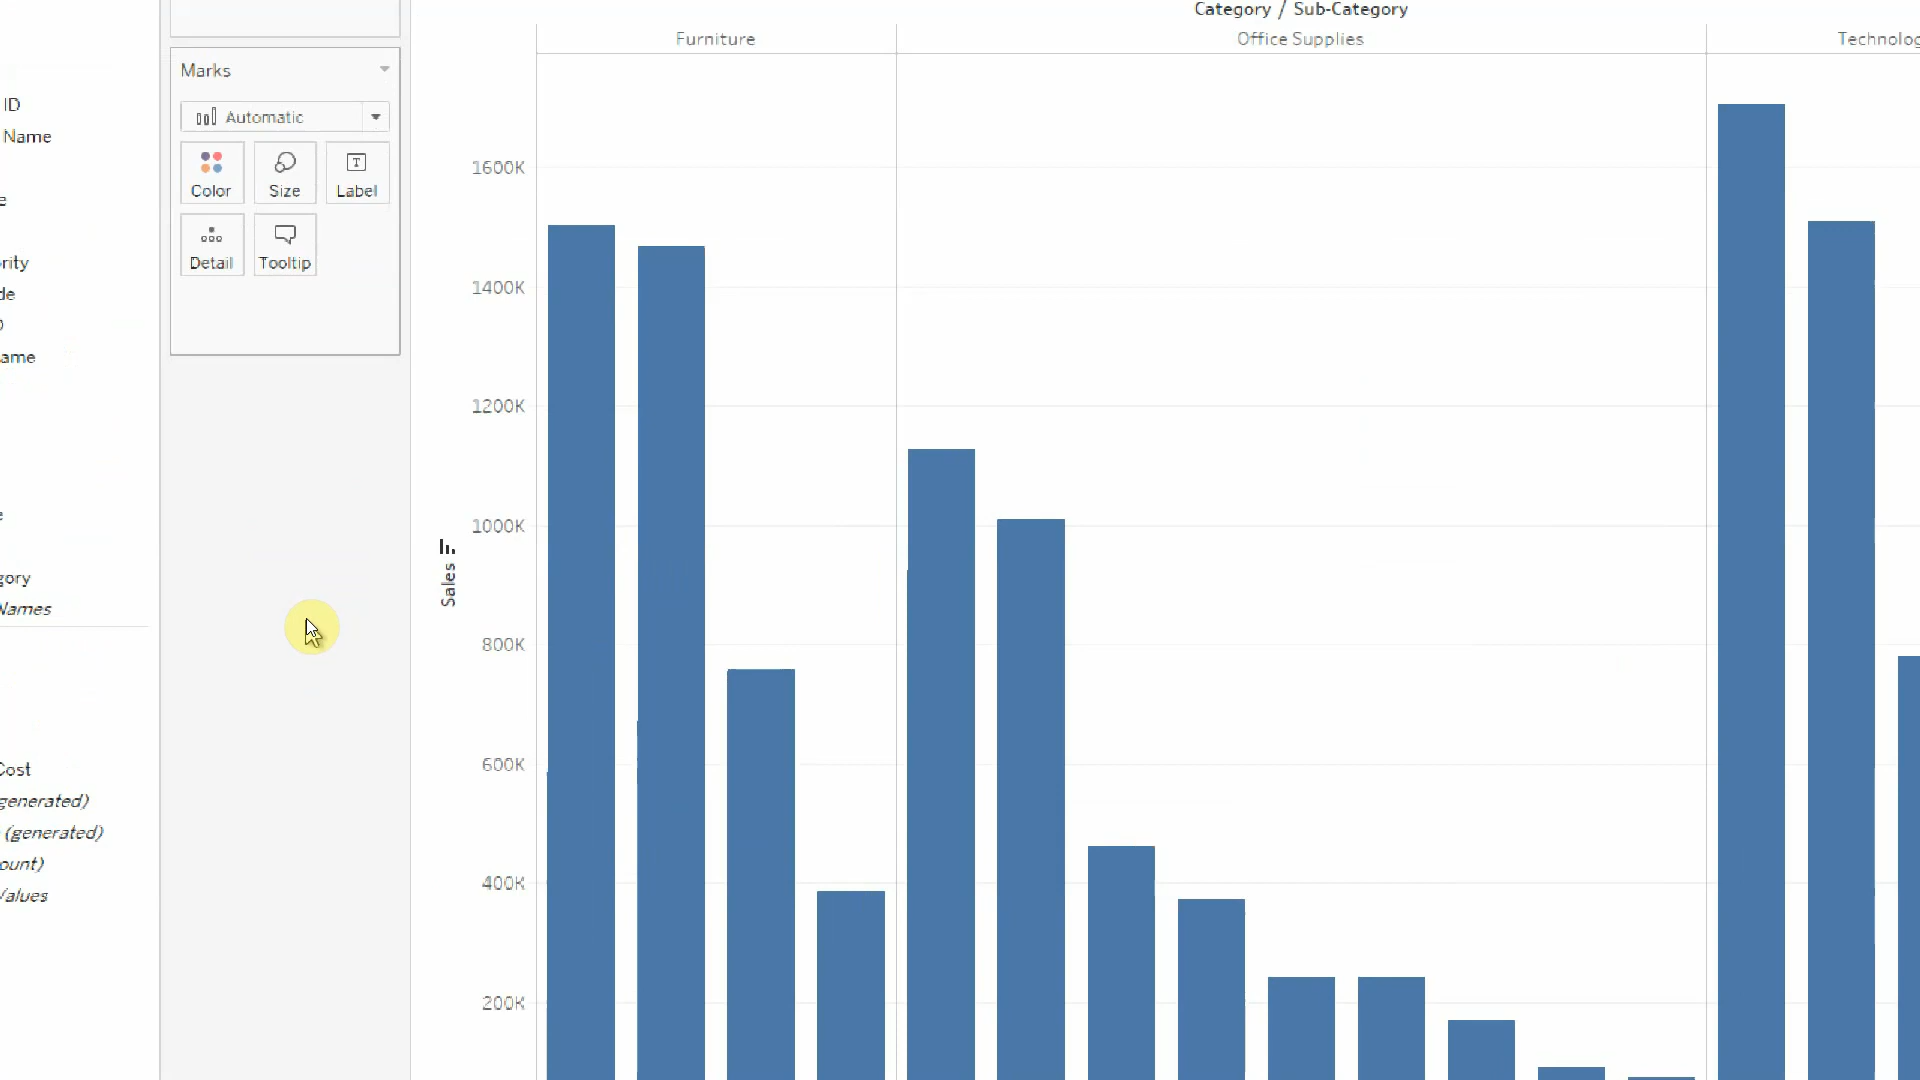 Category / Sub-Category
Furniture
Office Supplies
Technolog
ID
Name
e
rity
de
ame
e
gory
Names
Cost
generated)
(generated)
ount)
Values
Marks
Automatic
Color
Size
Label
Detail
Tooltip
Sales
1600K
1400K
1200K
1000K
800K
600K
400K
200K